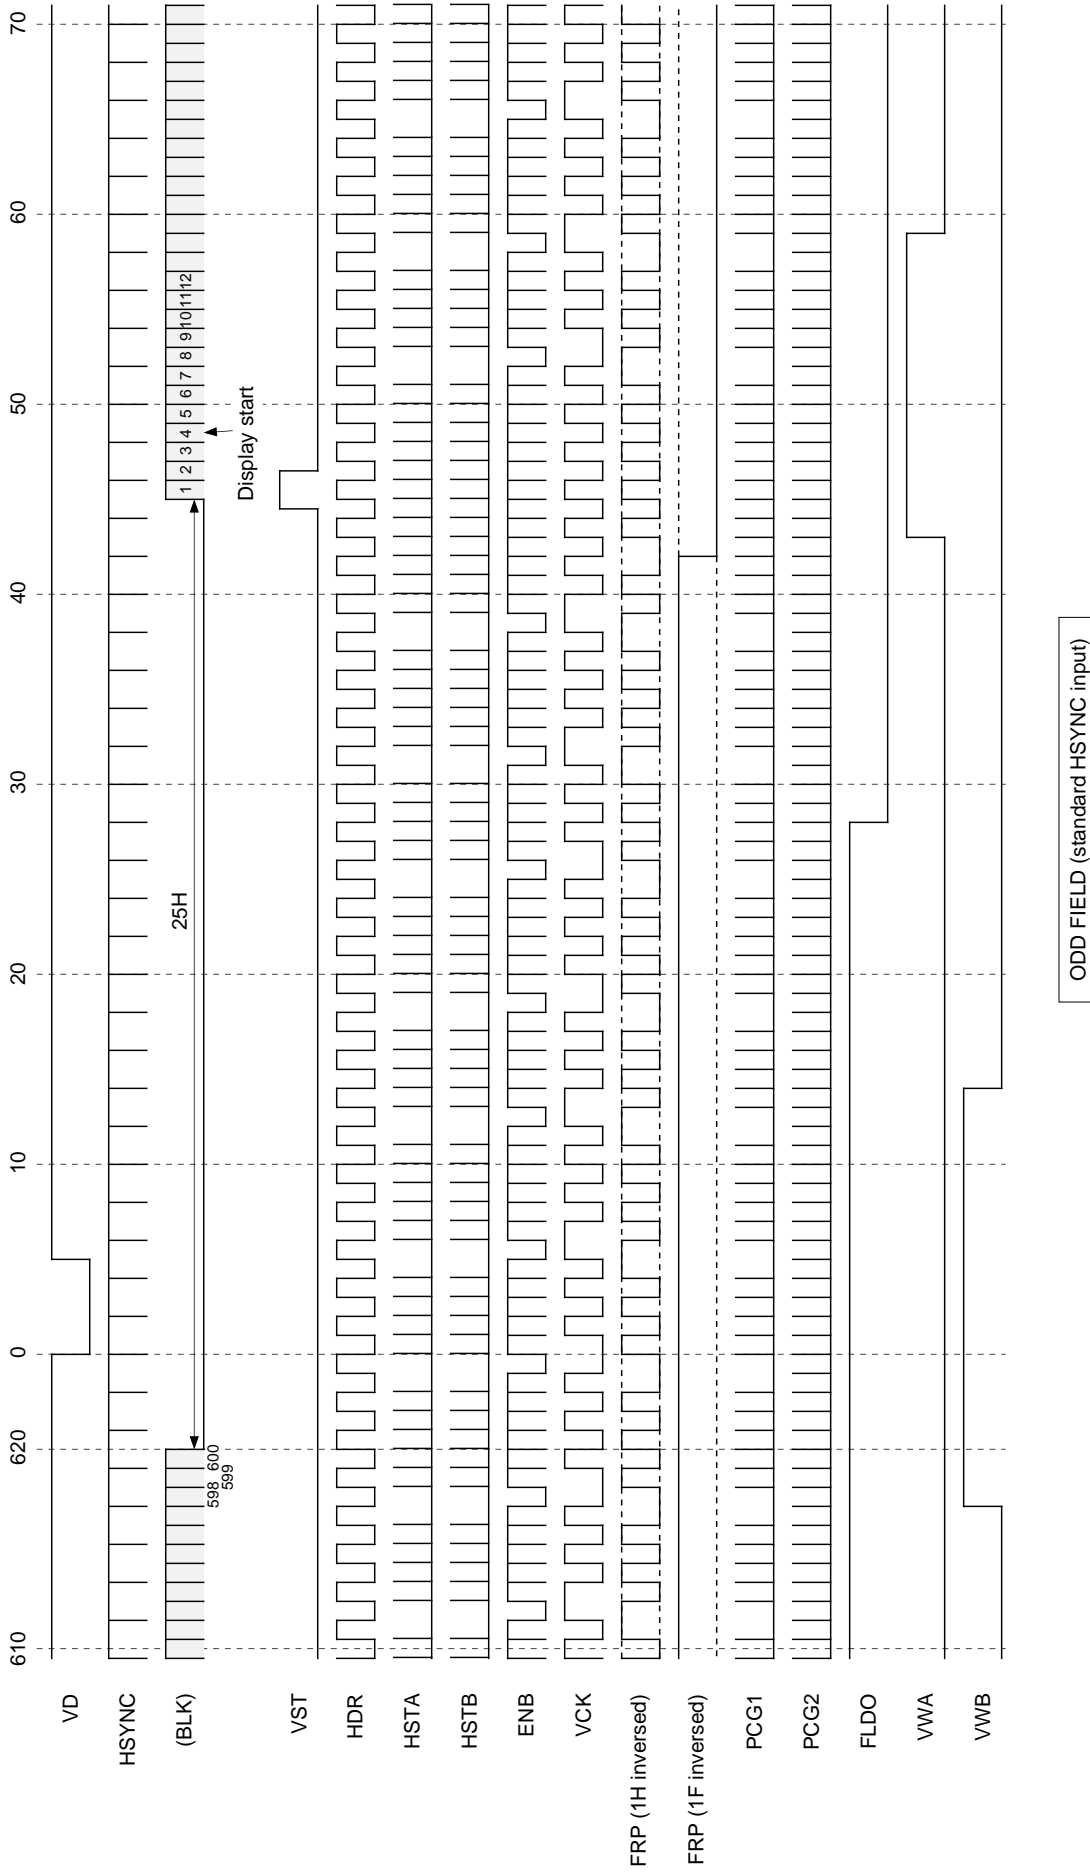 610 620 0 10 20 30 40 50 60 70
VD
HSYNC
(BLK)
598 600
599
25H
1 2 3 4 5 6 7 8 9 10 11 12
Display start
VST
HDR
HSTA
HSTB
ENB
VCK
FRP (1H inversed)
FRP (1F inversed)
PCG1
PCG2
FLDO
VWA
VWB
ODD FIELD (standard HSYNC input)